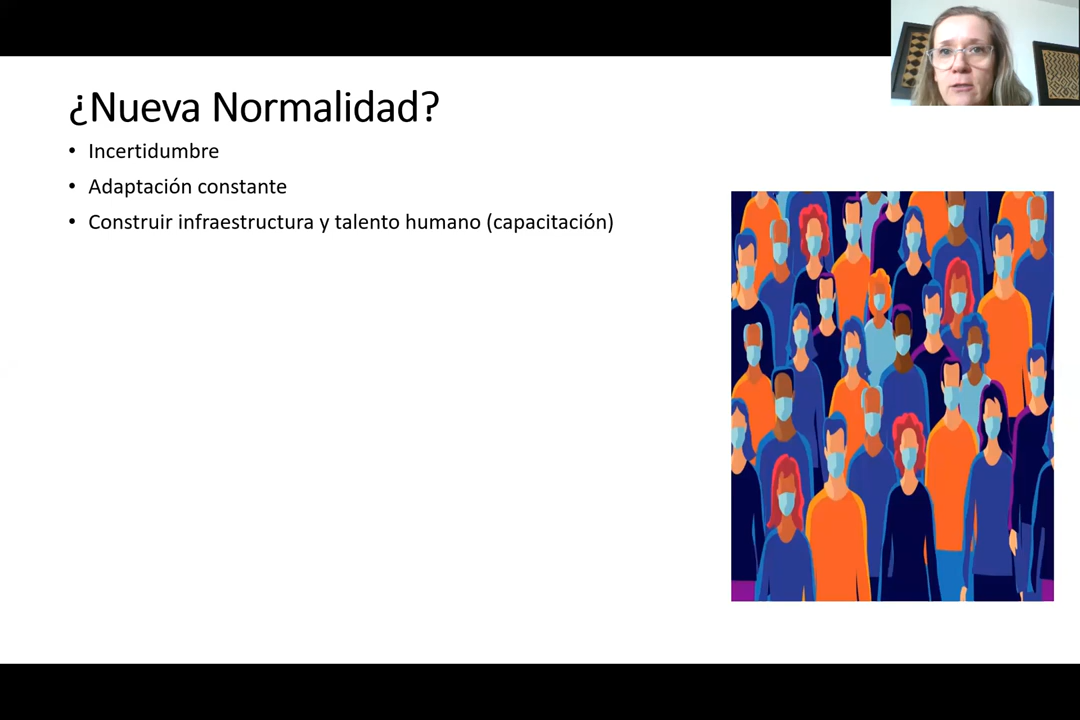 ¿Nueva Normalidad?
• Incertidumbre
• Adaptación constante
• Construir infraestructura y talento humano (capacitación)